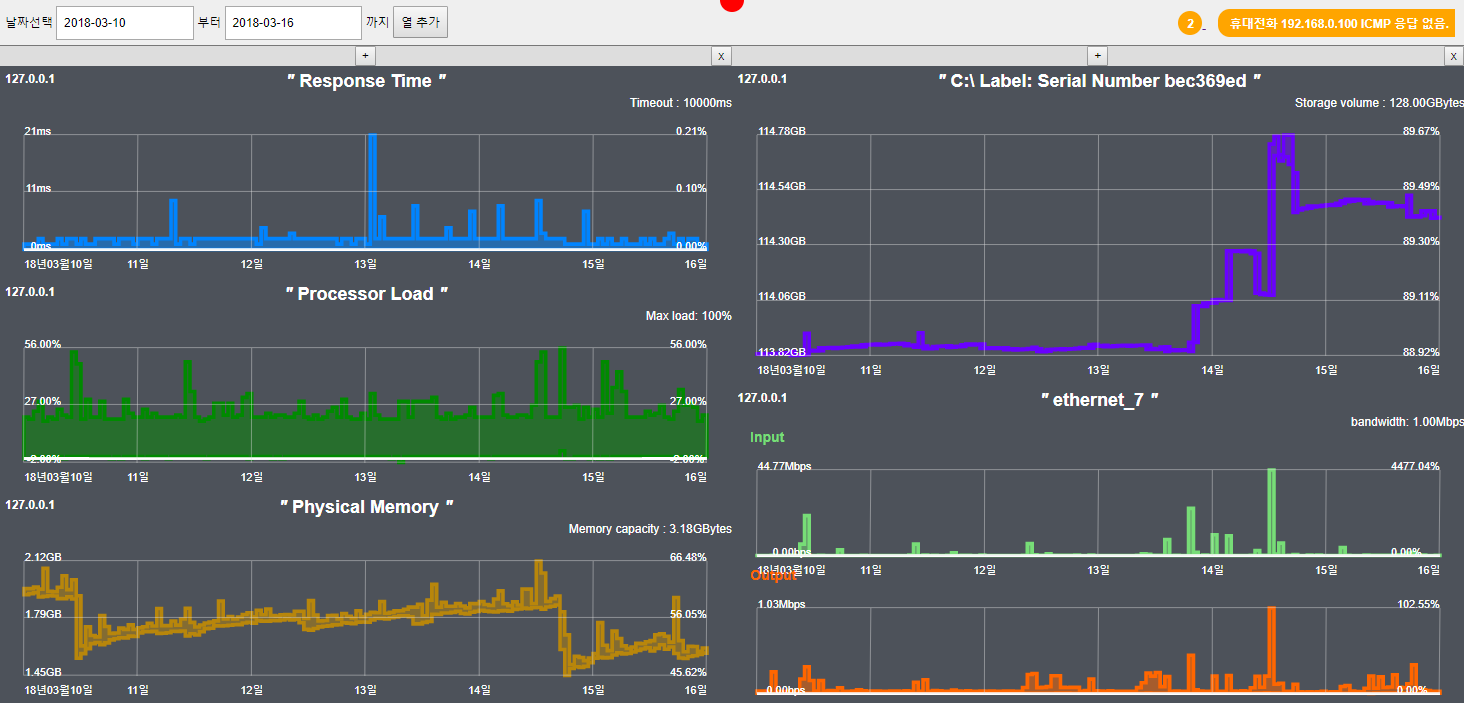 날짜선택 2018-03-10 부터 2018-03-16 까지 열 추가
2 휴대전화 192.168.0.100 ICMP 응답 없음.
+ x
127.0.0.1 " Response Time "
Timeout : 10000ms
21ms 0.21%
11ms 0.10%
0ms 0.00%
18년03월10일 11일 12일 13일 14일 15일 16일
127.0.0.1 " Processor Load "
Max load: 100%
56.00% 56.00%
27.00% 27.00%
-2.00% -2.00%
18년03월10일 11일 12일 13일 14일 15일 16일
127.0.0.1 " Physical Memory "
Memory capacity : 3.18GBytes
2.12GB 66.48%
1.79GB 56.05%
1.45GB 45.62%
18년03월10일 11일 12일 13일 14일 15일 16일
+ x
127.0.0.1 " C:\ Label: Serial Number bec369ed "
Storage volume : 128.00GBytes
114.78GB 89.67%
114.54GB 89.49%
114.30GB 89.30%
114.06GB 89.11%
113.82GB 88.92%
18년03월10일 11일 12일 13일 14일 15일 16일
127.0.0.1 " ethernet_7 "
bandwidth: 1.00Mbps
Input
44.77Mbps 4477.04%
0.00bps 0.00%
18년03월10일 11일 12일 13일 14일 15일 16일
Output
1.03Mbps 102.55%
0.00bps 0.00%